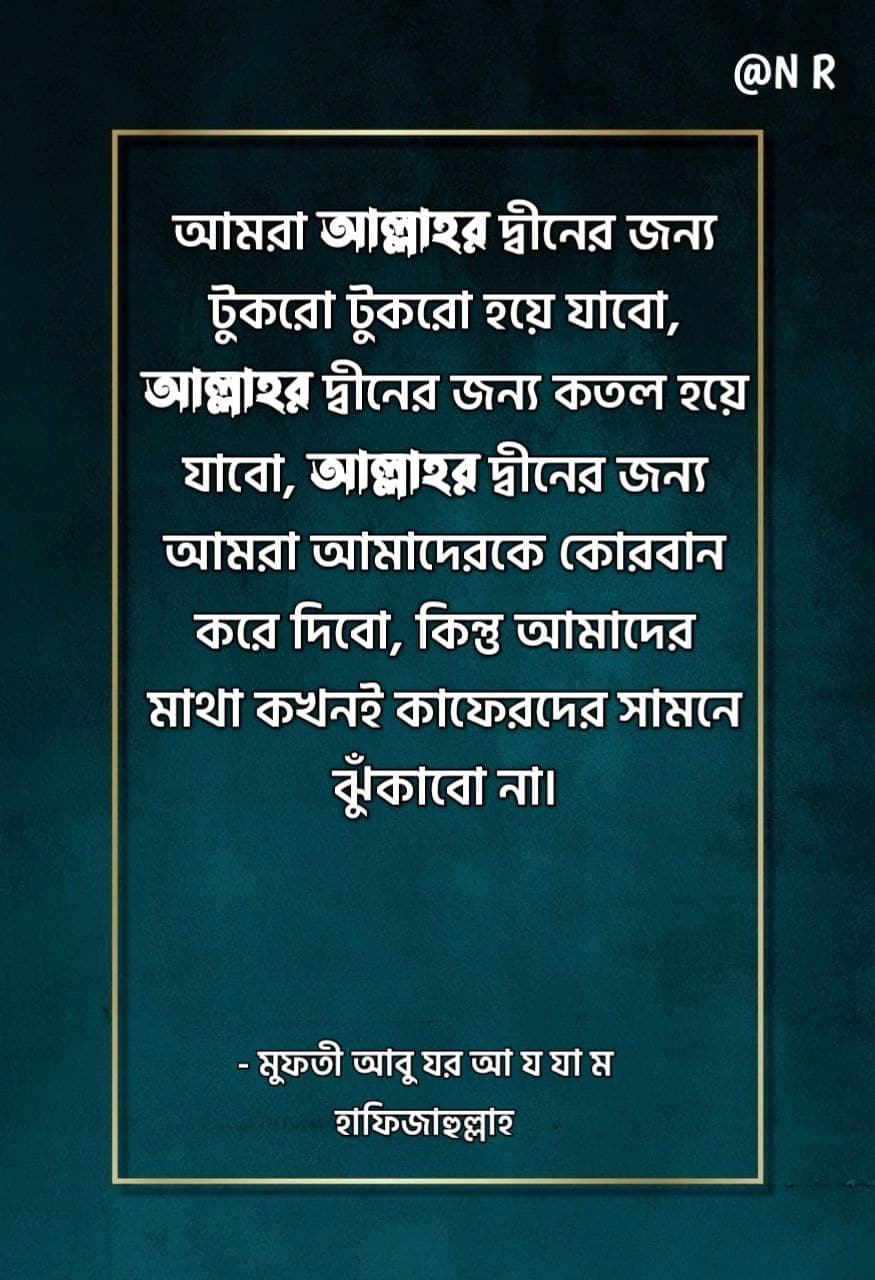 @N R
আমরা আল্লাহর দ্বীনের জন্য
টুকরো টুকরো হয়ে যাবো,
আল্লাহর দ্বীনের জন্য কতল হয়ে
যাবো, আল্লাহর দ্বীনের জন্য
আমরা আমাদেরকে কোরবান
করে দিবো, কিন্তু আমাদের
মাথা কখনই কাফেরদের সামনে
ঝুঁকাবো না।
- মুফতী আবু যর আ য যা ম
হাফিজাহুল্লাহ